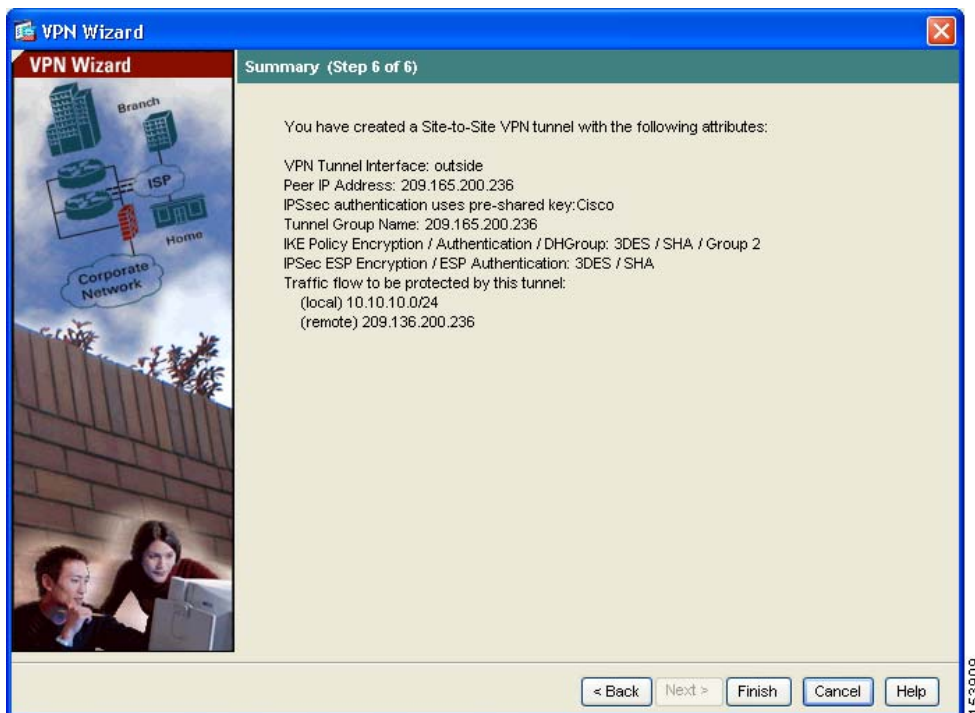 VPN Wizard
VPN Wizard
Summary (Step 6 of 6)
Branch
ISP
Home
Corporate
Network
You have created a Site-to-Site VPN tunnel with the following attributes:
VPN Tunnel Interface: outside
Peer IP Address: 209.165.200.236
IPSsec authentication uses pre-shared key:Cisco
Tunnel Group Name: 209.165.200.236
IKE Policy Encryption / Authentication / DHGroup: 3DES / SHA / Group 2
IPSec ESP Encryption / ESP Authentication: 3DES / SHA
Traffic flow to be protected by this tunnel:
(local) 10.10.10.0/24
(remote) 209.136.200.236
< Back
Next >
Finish
Cancel
Help
153909